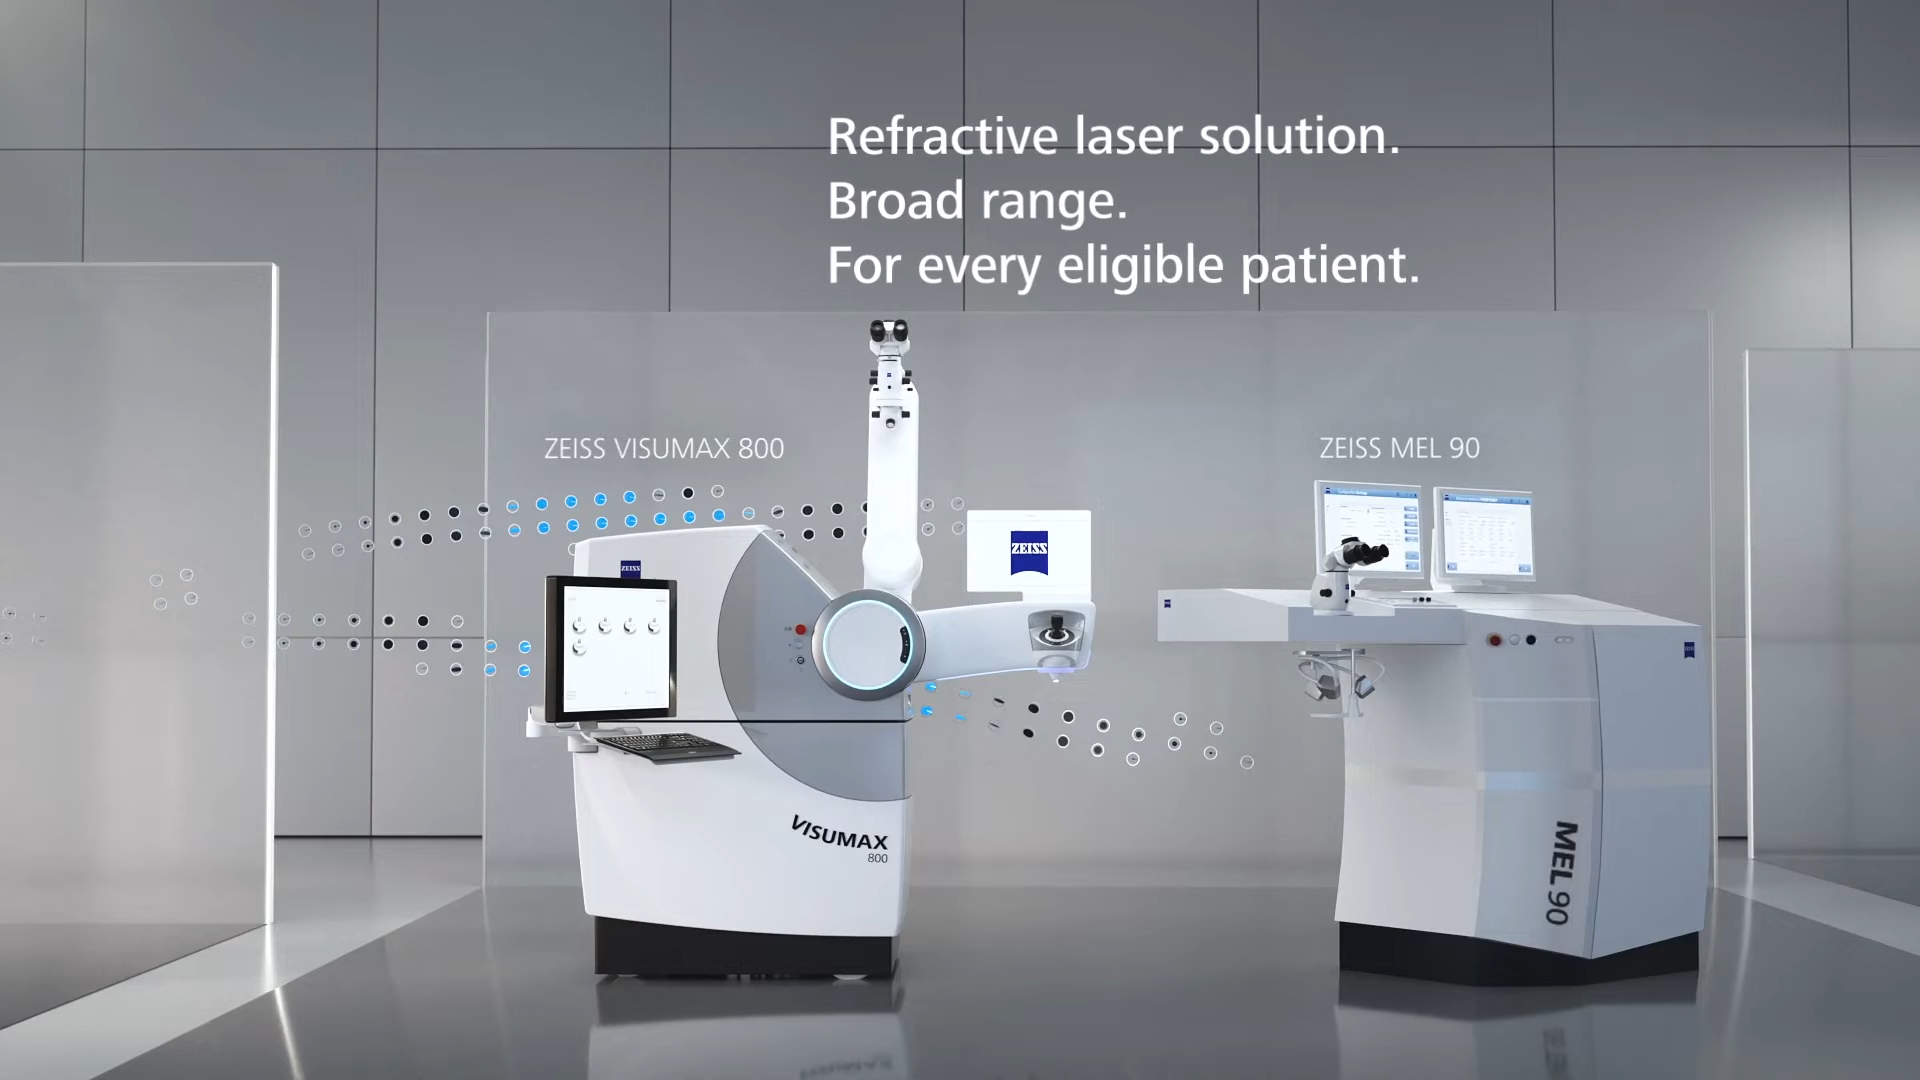 Refractive laser solution.
Broad range.
For every eligible patient.
ZEISS VISUMAX 800
ZEISS MEL 90
ZEISS
ZEISS
VISUMAX
800
MEL 90